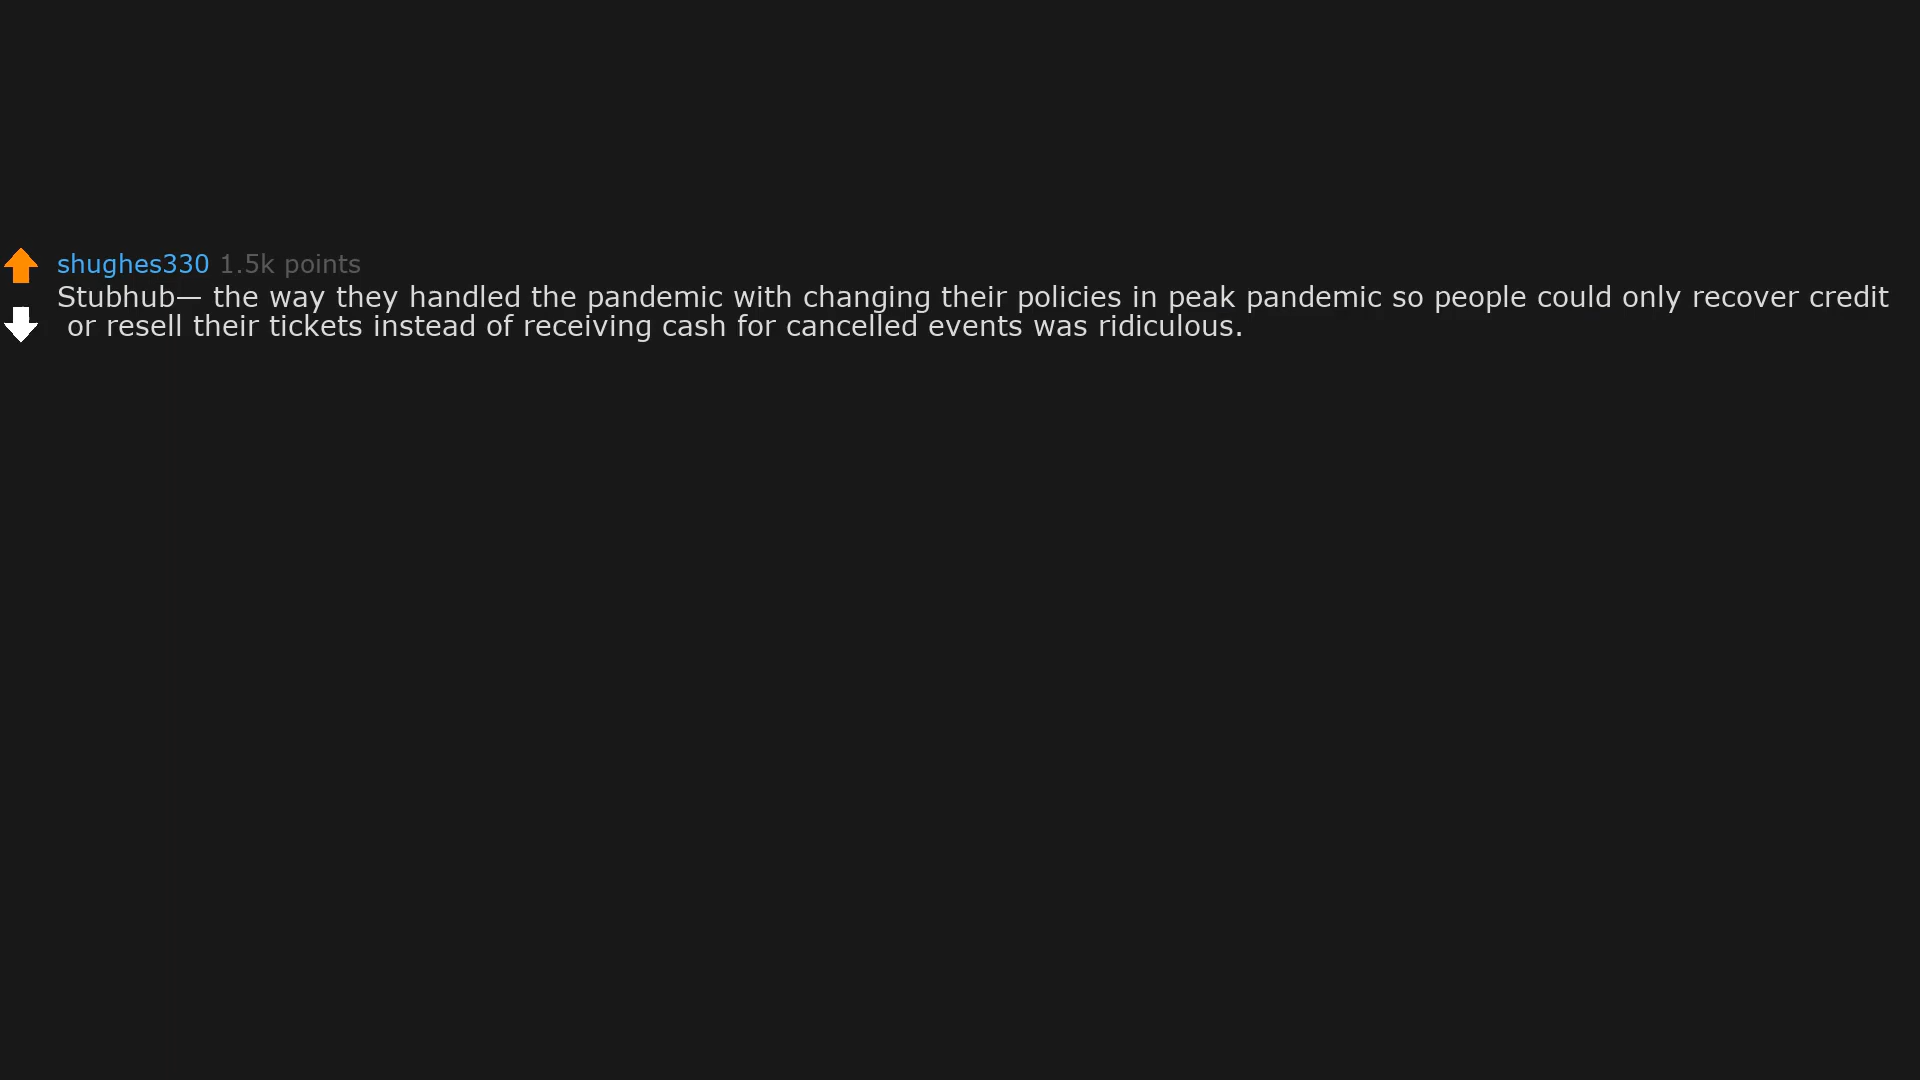 shughes330 1.5k points
Stubhub— the way they handled the pandemic with changing their policies in peak pandemic so people could only recover credit
or resell their tickets instead of receiving cash for cancelled events was ridiculous.